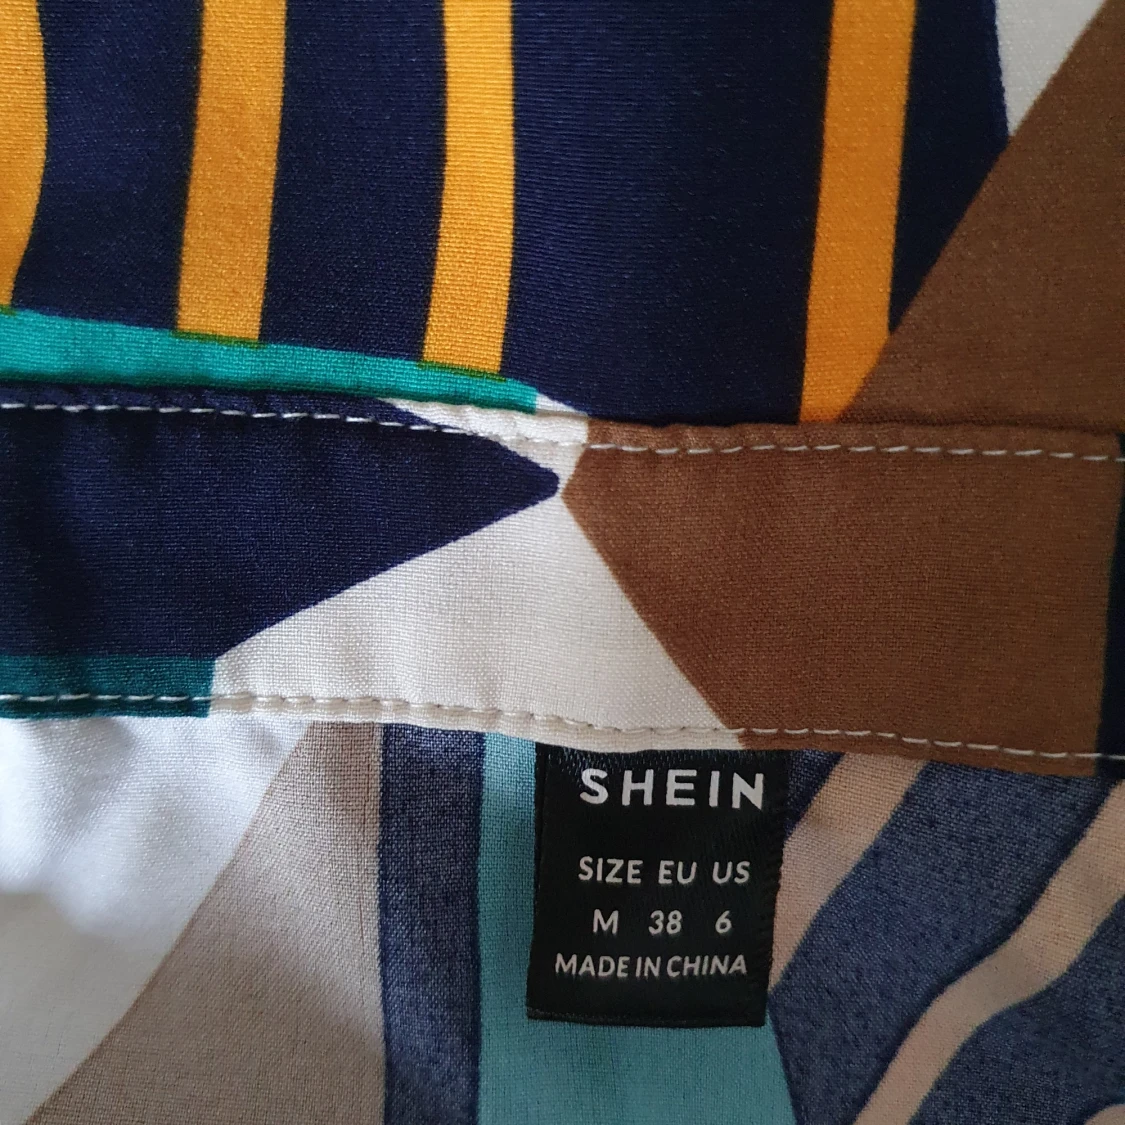 SHEIN
SIZE EU US
M 38 6
MADE IN CHINA